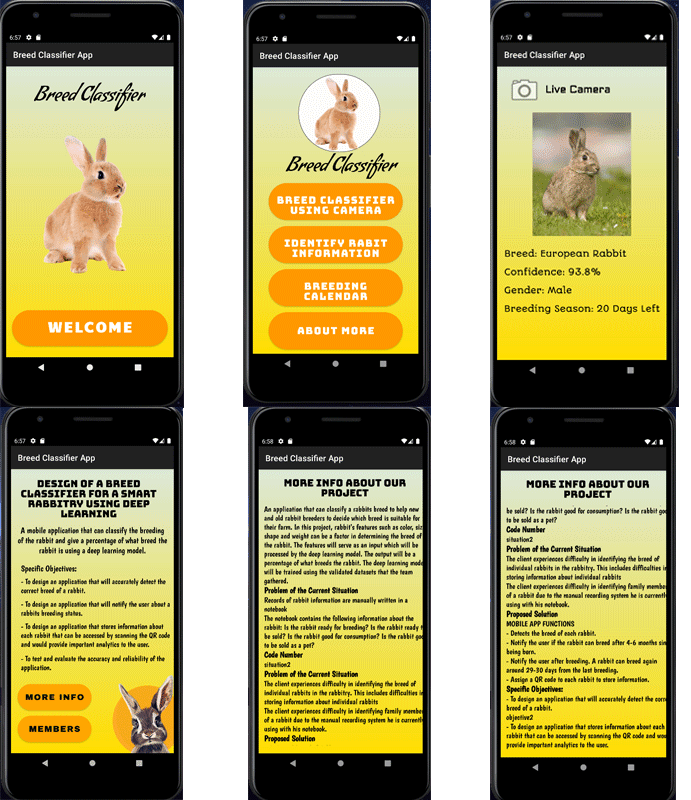 6:57
Breed Classifier App
Breed Classifier
WELCOME
6:57
Breed Classifier App
Breed Classifier
BREED CLASSIFIER
USING CAMERA
IDENTIFY RABIT
INFORMATION
BREEDING
CALENDAR
ABOUT MORE
6:57
Breed Classifier App
Live Camera
Breed: European Rabbit
Confidence: 93.8%
Gender: Male
Breeding Season: 20 Days Left
6:57
Breed Classifier App
DESIGN OF A BREED
CLASSIFIER FOR A SMART
RABBITRY USING DEEP
LEARNING
A mobile application that can classify the breeding
of the rabbit and give a percentage of what breed the
rabbit is using a deep learning model.
Specific Objectives:
- To design an application that will accurately detect the
correct breed of a rabbit.
- To design an application that will notify the user about a
rabbits breeding status.
- To design an application that stores information about
each rabbit that can be accessed by scanning the QR code
and would provide important analytics to the user.
- To test and evaluate the accuracy and reliability of the
application.
MORE INFO
MEMBERS
6:58
Breed Classifier App
MORE INFO ABOUT OUR
PROJECT
An application that can classify a rabbits breed to help new
and old rabbit breeders to decide which breed is suitable for
their farm. In this project, rabbit's features such as color, siz
shape and weight can be a factor in determining the breed of
the rabbit. The features will serve as an input which will be
processed by the deep learning model. The output will be a
percentage of what breeds the rabbit. The deep learning model
will be trained using the validated datasets that the team
gathered.
Problem of the Current Situation
Records of rabbit information are manually written in a
notebook
The notebook contains the following information about the
rabbit: Is the rabbit ready for breeding? Is the rabbit ready t
be sold? Is the rabbit good for consumption? Is the rabbit goo
to be sold as a pet?
Code Number
situation2
Problem of the Current Situation
The client experiences difficulty in identifying the breed of
individual rabbits in the rabbitry. This includes difficulties in
storing information about individual rabbits
The client experiences difficulty in identifying family member
of a rabbit due to the manual recording system he is currently
using with his notebook.
Proposed Solution
6:58
Breed Classifier App
MORE INFO ABOUT OUR
PROJECT
be sold? Is the rabbit good for consumption? Is the rabbit goo
to be sold as a pet?
Code Number
situation2
Problem of the Current Situation
The client experiences difficulty in identifying the breed of
individual rabbits in the rabbitry. This includes difficulties in
storing information about individual rabbits
The client experiences difficulty in identifying family member
of a rabbit due to the manual recording system he is currently
using with his notebook.
Proposed Solution
MOBILE APP FUNCTIONS
- Detects the breed of each rabbit.
- Notify the user if the rabbit can breed after 4-6 months sin
being born.
- Notify the user after breeding. A rabbit can breed again
around 29-30 days from the last breeding.
- Assign a QR code to each rabbit to store information.
Specific Objectives:
- To design an application that will accurately detect the corre
breed of a rabbit.
objective2
- To design an application that stores information about each
rabbit that can be accessed by scanning the QR code and wou
provide important analytics to the user.